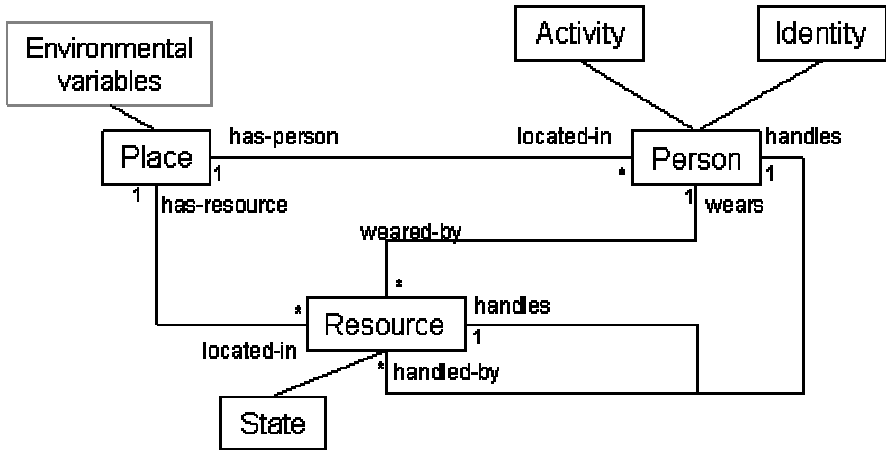 Environmental
variables
Activity
Identity
Place
has-person
located-in
Person
handles
1
*
1
1
has-resource
1
wears
weared-by
*
*
Resource
handles
1
located-in
*
handled-by
State